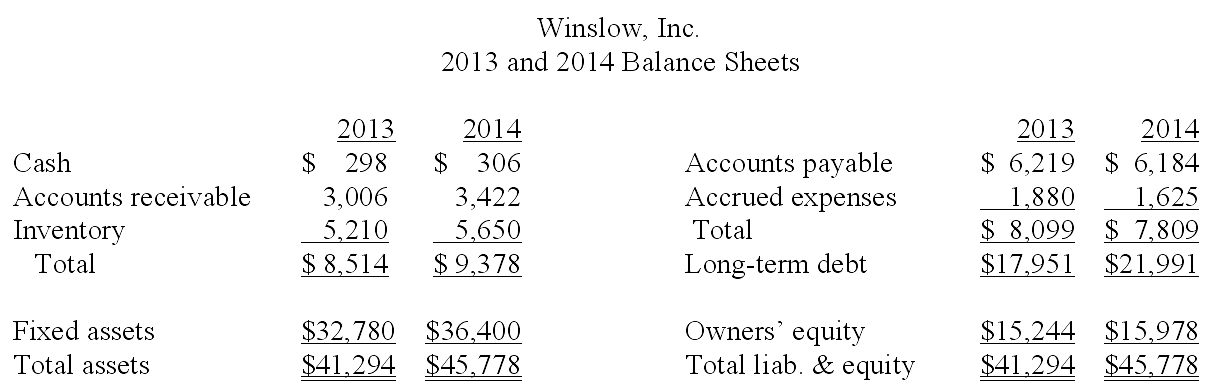 Winslow, Inc.
2013 and 2014 Balance Sheets
2013 2014 2013 2014
Cash $ 298 $ 306 Accounts payable $ 6,219 $ 6,184
Accounts receivable 3,006 3,422 Accrued expenses 1,880 1,625
Inventory 5,210 5,650 Total $ 8,099 $ 7,809
Total $ 8,514 $ 9,378 Long-term debt $17,951 $21,991
Fixed assets $32,780 $36,400 Owners’ equity $15,244 $15,978
Total assets $41,294 $45,778 Total liab. & equity $41,294 $45,778